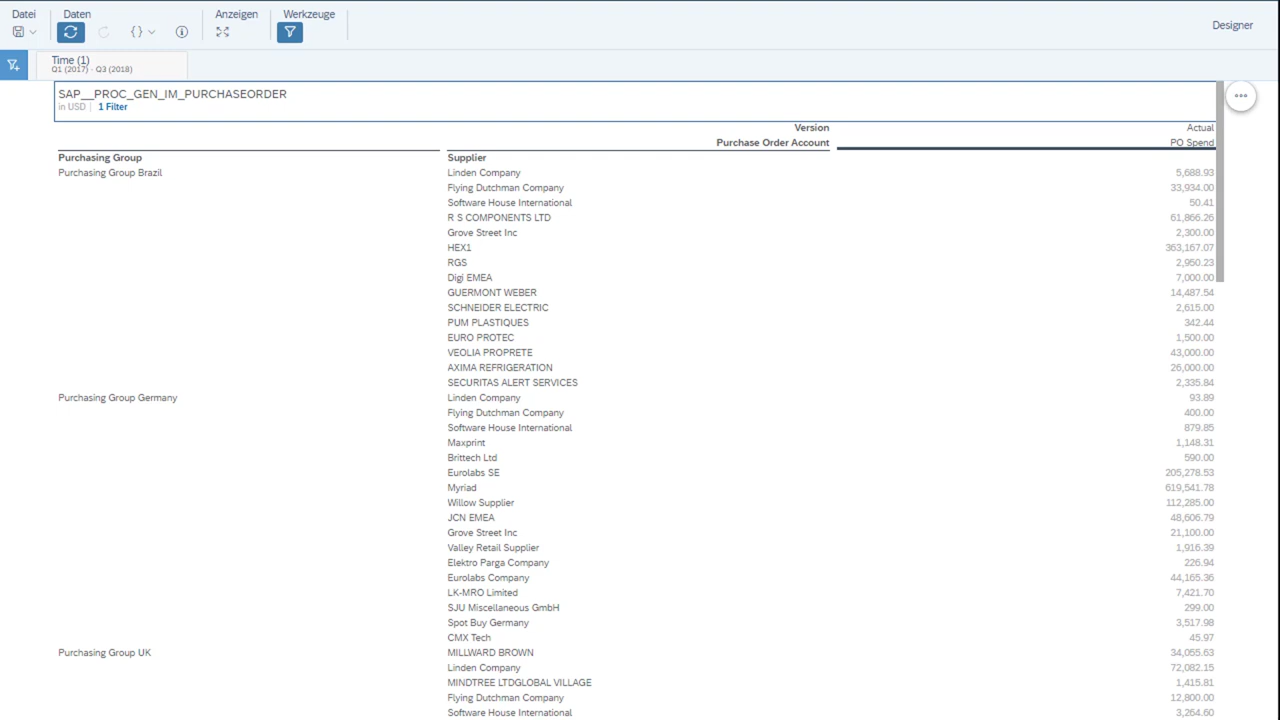 Datei Daten Anzeigen Werkzeuge
Designer
Time (1)
Q1 (2017) - Q3 (2018)
SAP__PROC_GEN_IM_PURCHASEORDER
in USD 1 Filter
Version Actual
Purchase Order Account PO Spend
Purchasing Group Supplier
Purchasing Group Brazil Linden Company 5,688.93
Flying Dutchman Company 33,934.00
Software House International 50.41
R S COMPONENTS LTD 61,866.26
Grove Street Inc 2,300.00
HEX1 363,167.07
RGS 2,950.23
Digi EMEA 7,000.00
GUERMONT WEBER 14,487.54
SCHNEIDER ELECTRIC 2,615.00
PUM PLASTIQUES 342.44
EURO PROTEC 1,500.00
VEOLIA PROPRETE 43,000.00
AXIMA REFRIGERATION 26,000.00
SECURITAS ALERT SERVICES 2,335.84
Purchasing Group Germany Linden Company 93.89
Flying Dutchman Company 400.00
Software House International 879.85
Maxprint 1,148.31
Brittech Ltd 590.00
Eurolabs SE 205,278.53
Myriad 619,541.78
Willow Supplier 112,285.00
JCN EMEA 48,606.79
Grove Street Inc 21,100.00
Valley Retail Supplier 1,916.39
Elektro Parga Company 226.94
Eurolabs Company 44,165.36
LK-MRO Limited 7,421.70
SJU Miscellaneous GmbH 299.00
Spot Buy Germany 3,517.98
CMX Tech 45.97
Purchasing Group UK MILLWARD BROWN 34,055.63
Linden Company 72,082.15
MINDTREE LTDGLOBAL VILLAGE 1,415.81
Flying Dutchman Company 12,800.00
Software House International 3,264.60